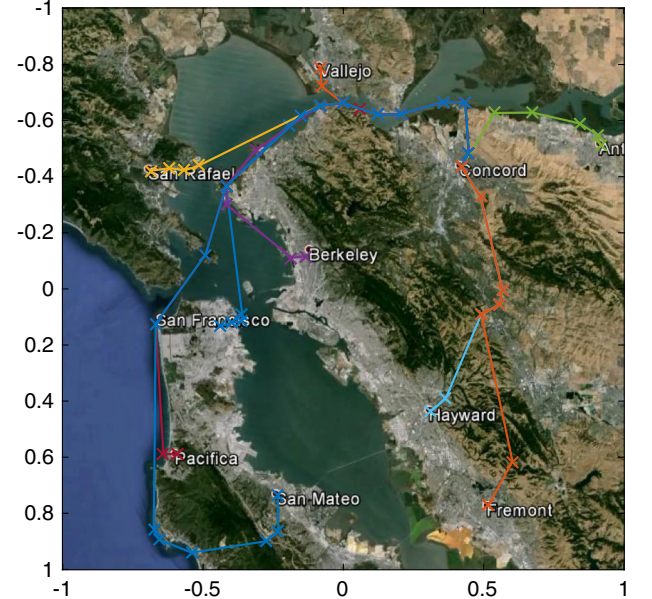 -1
-0.8
Vallejo
-0.6
Ant
San Rafael
Concord
-0.4
-0.2
Berkeley
0
San Francisco
0.2
0.4
Hayward
0.6
Pacifica
San Mateo
0.8
Fremont
1
-1
-0.5
0
0.5
1